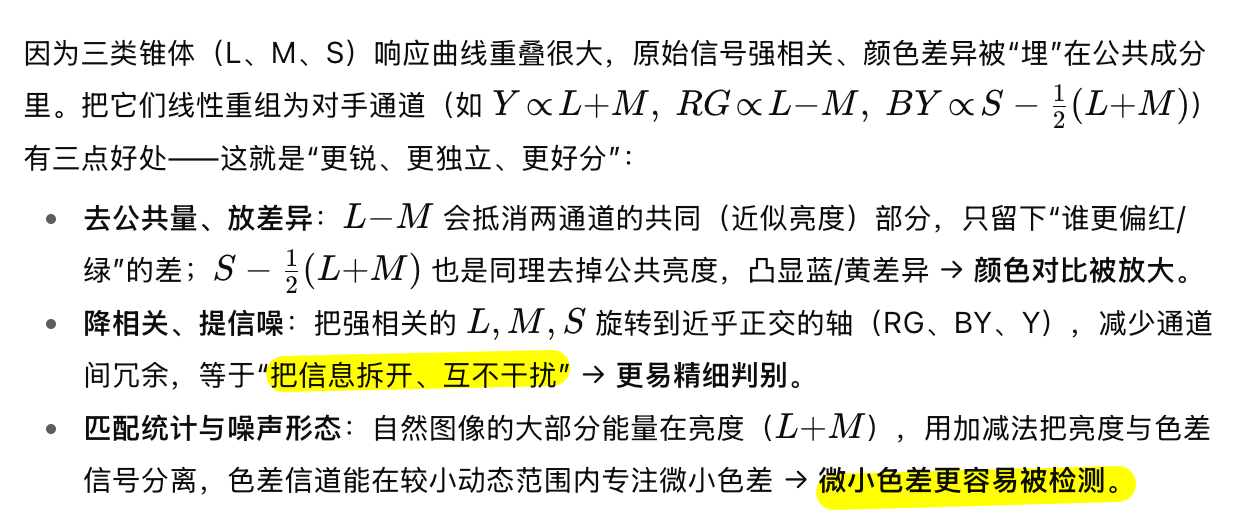 因为三类锥体（L、M、S）响应曲线重叠很大，原始信号强相关、颜色差异被“埋”在公共成分
里。把它们线性重组为对手通道（如 Y∝L+M, RG∝L−M, BY∝S−½(L+M)）
有三点好处——这就是“更锐、更独立、更好分”：
• 去公共量、放差异：L−M 会抵消两通道的共同（近似亮度）部分，只留下“谁更偏红/
绿”的差；S−½(L+M) 也是同理去掉公共亮度，凸显蓝/黄差异 → 颜色对比被放大。
• 降相关、提信噪：把强相关的 L,M,S 旋转到近乎正交的轴（RG、BY、Y），减少通道
间冗余，等于“把信息拆开、互不干扰” → 更易精细判别。
• 匹配统计与噪声形态：自然图像的大部分能量在亮度（L+M），用加减法把亮度与色差
信号分离，色差信道能在较小动态范围内专注微小色差 → 微小色差更容易被检测。